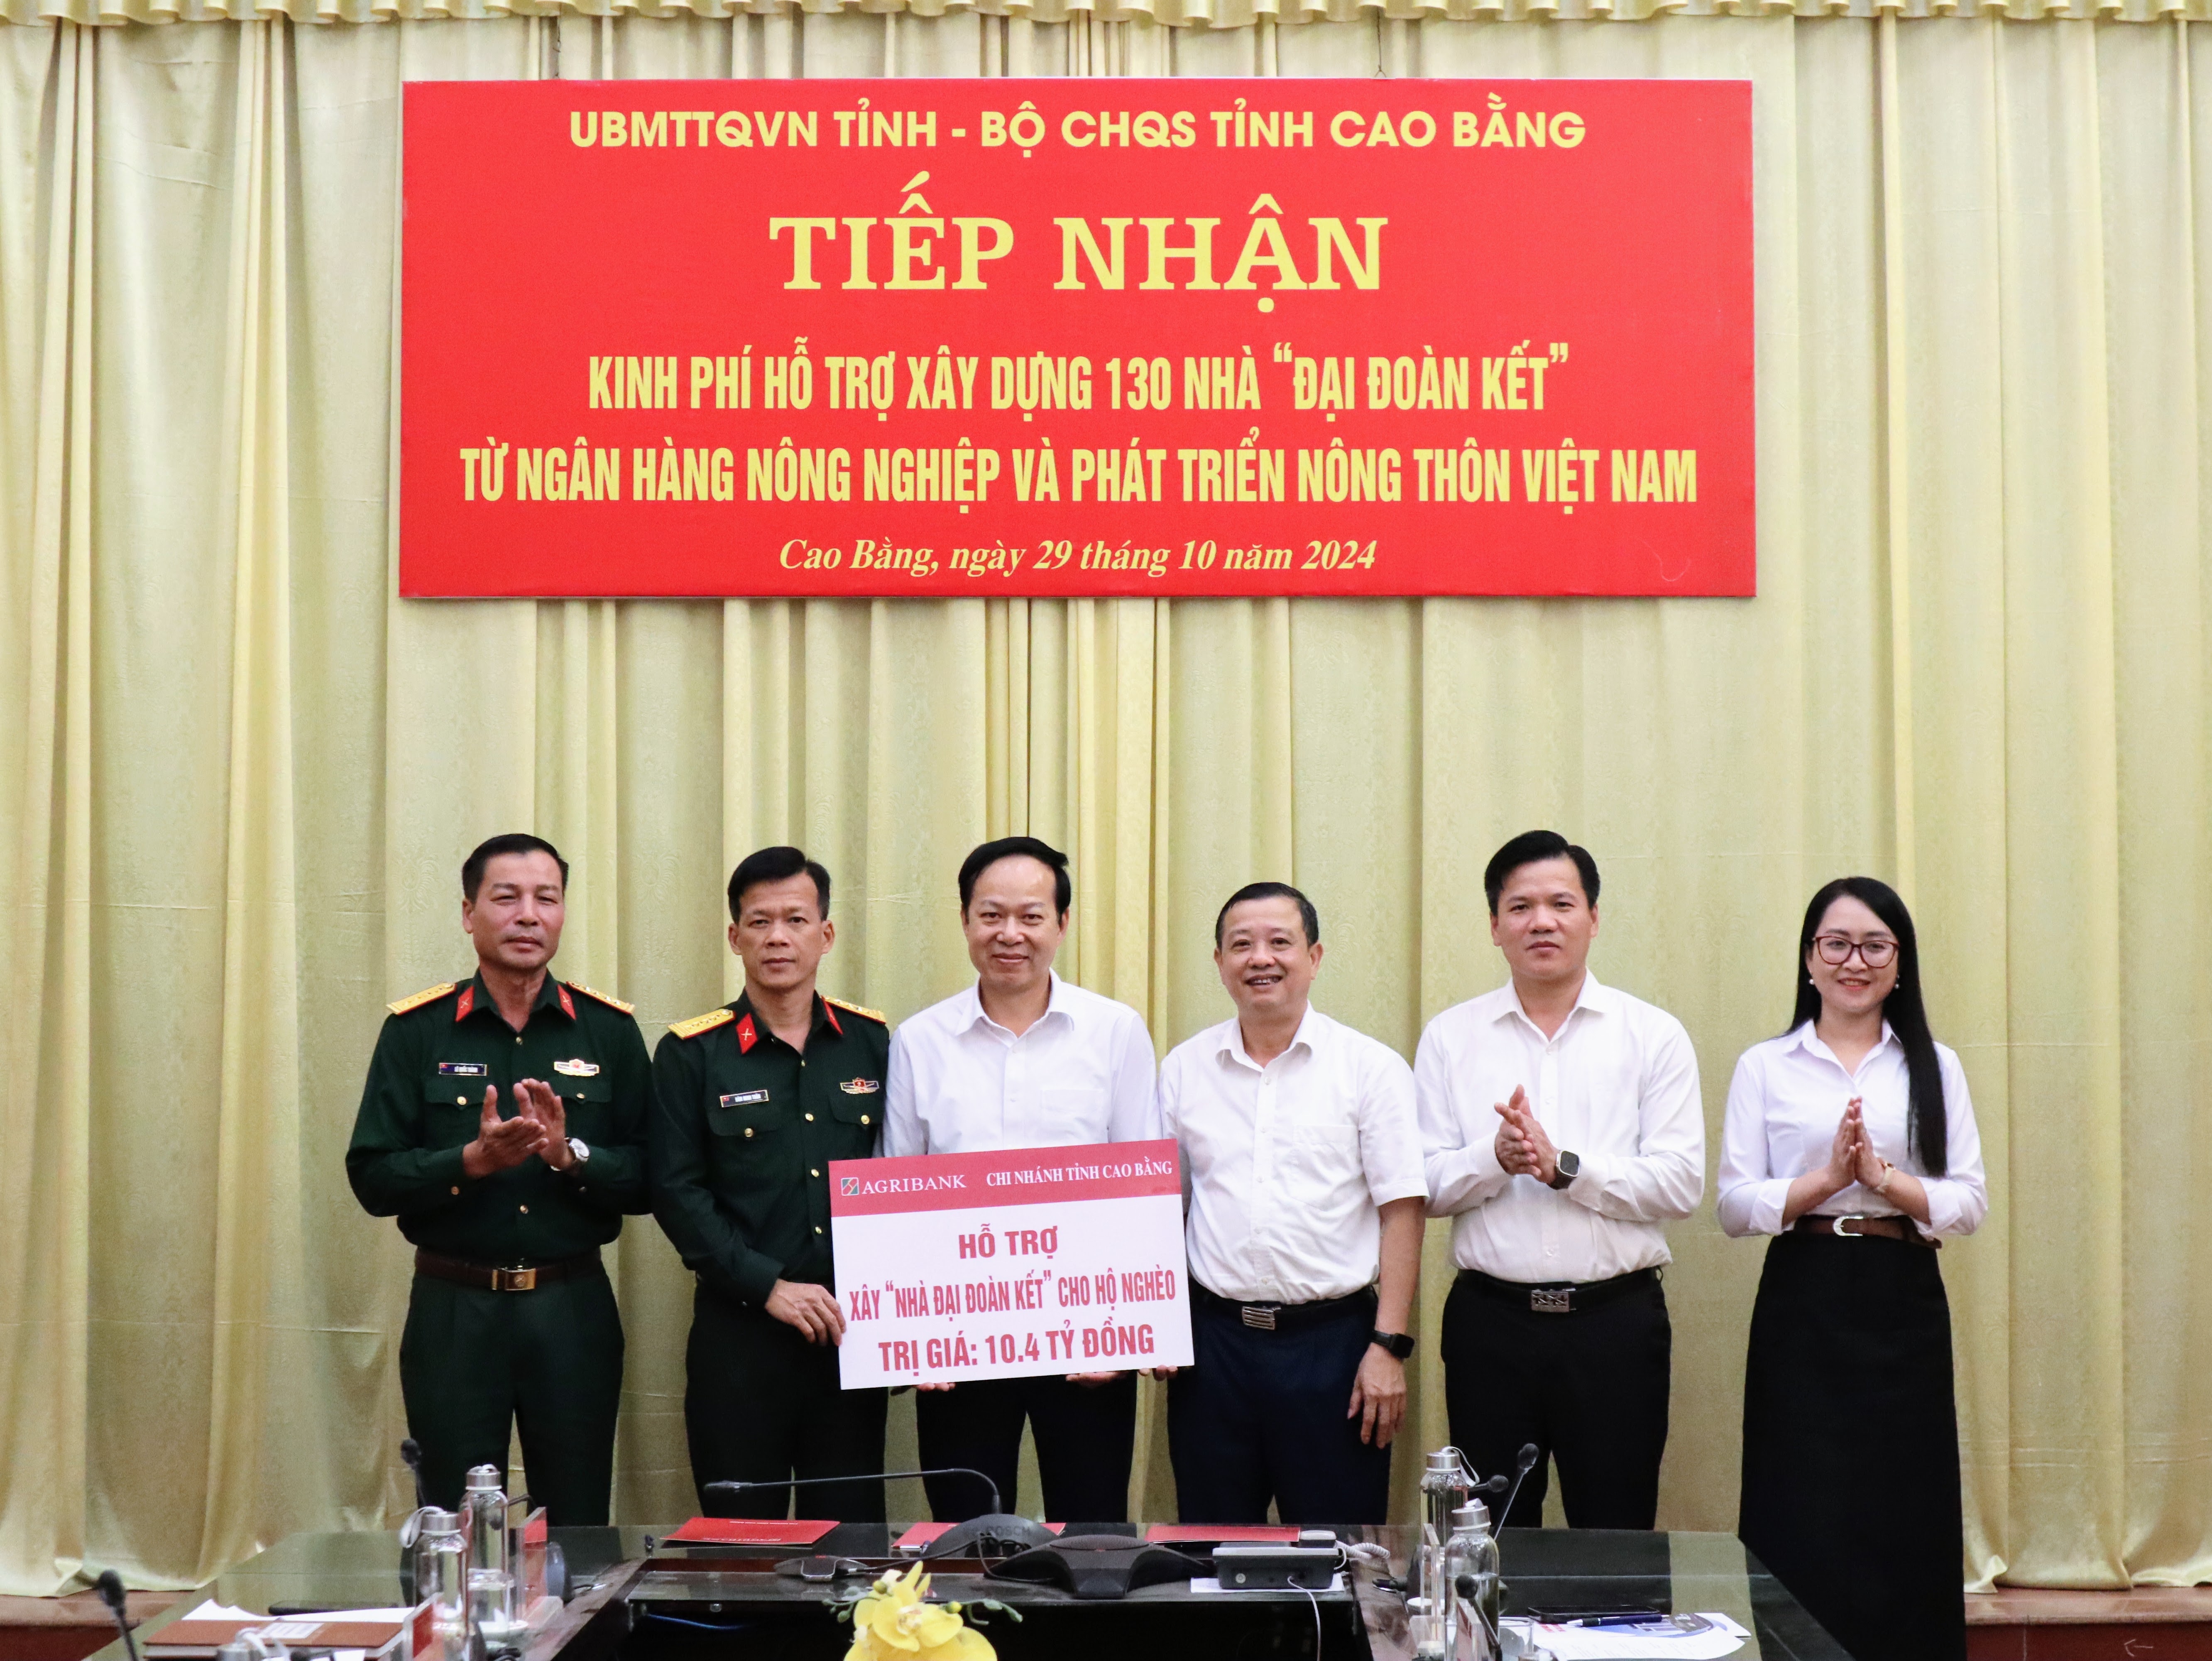 UBMTTQVN TỈNH - BỘ CHQS TỈNH CAO BẰNG
TIẾP NHẬN
KINH PHÍ HỖ TRỢ XÂY DỰNG 130 NHÀ “ĐẠI ĐOÀN KẾT”
TỪ NGÂN HÀNG NÔNG NGHIỆP VÀ PHÁT TRIỂN NÔNG THÔN VIỆT NAM
Cao Bằng, ngày 29 tháng 10 năm 2024
AGRIBANK CHI NHÁNH TỈNH CAO BẰNG
HỖ TRỢ
XÂY “NHÀ ĐẠI ĐOÀN KẾT” CHO HỘ NGHÈO
TRỊ GIÁ: 10.4 TỶ ĐỒNG